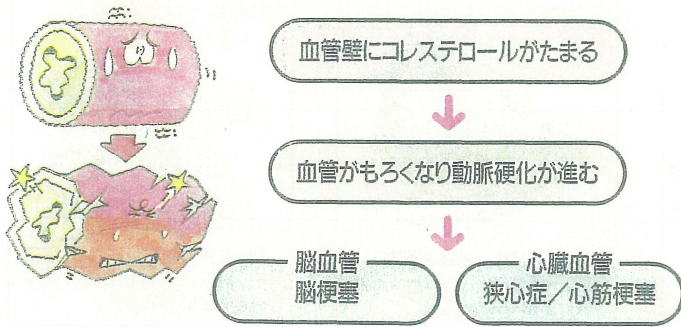 血管壁にコレステロールがたまる
血管がもろくなり動脈硬化が進む
脳血管
脳梗塞
心臓血管
狭心症／心筋梗塞